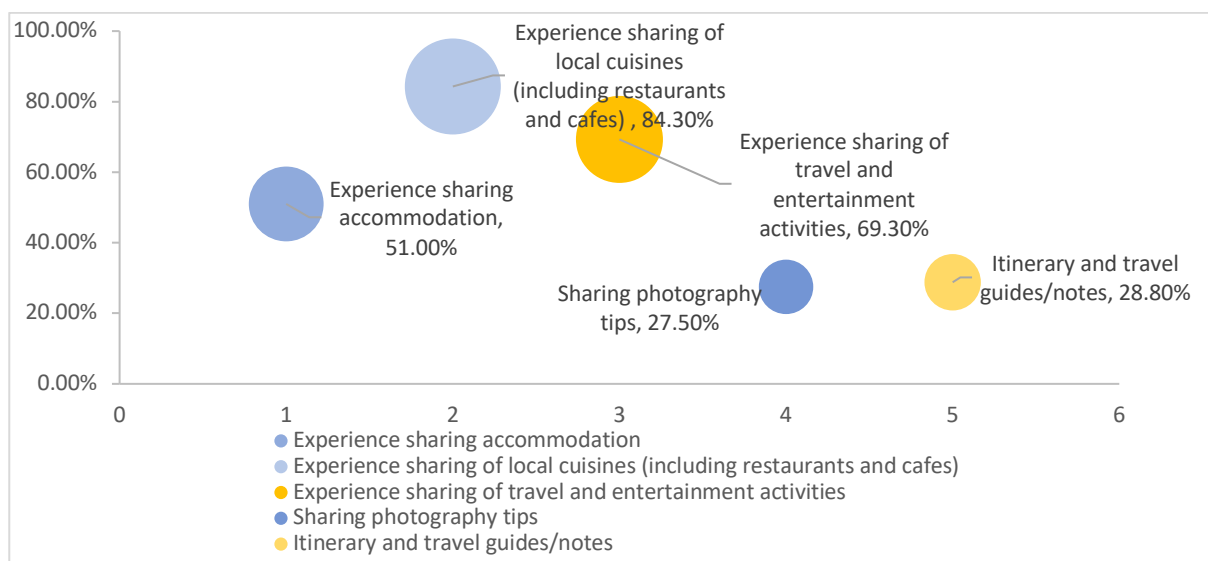 100.00%
80.00%
60.00%
40.00%
20.00%
0.00%
Experience sharing of
local cuisines
(including restaurants
and cafes) , 84.30%
Experience sharing of
travel and
entertainment
activities, 69.30%
Experience sharing
accommodation,
51.00%
Itinerary and travel
guides/notes, 28.80%
Sharing photography
tips, 27.50%
0 1 2 3 4 5 6
Experience sharing accommodation
Experience sharing of local cuisines (including restaurants and cafes)
Experience sharing of travel and entertainment activities
Sharing photography tips
Itinerary and travel guides/notes